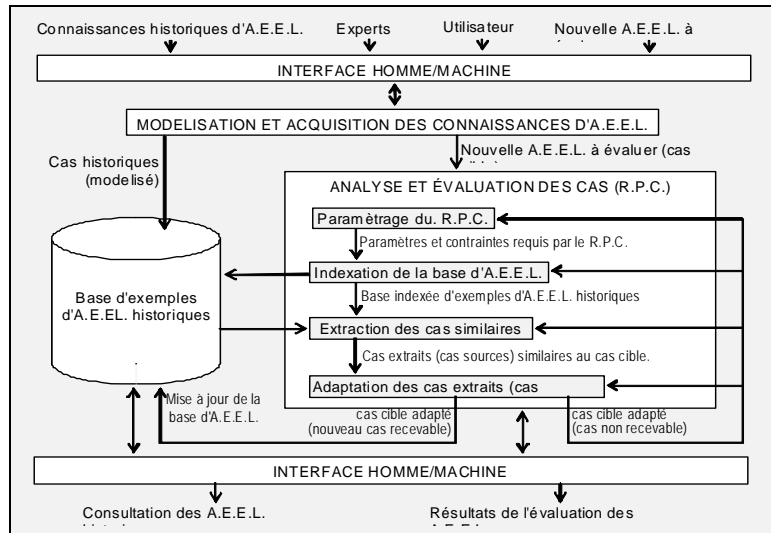 Connaissances historiques d'A.E.E.L.
Experts
Utilisateur
Nouvelle A.E.E.L. à
INTERFACE HOMME/MACHINE
MODELISATION ET ACQUISITION DES CONNAISSANCES D'A.E.E.L.
Cas historiques
(modelisé)
Nouvelle A.E.E.L. à évaluer (cas
ANALYSE ET ÉVALUATION DES CAS (R.P.C.)
Paramètrage du. R.P.C.
Paramètres et contraintes requis par le R.P.C.
Indexation de la base d'A.E.E.L.
Base indexée d'exemples d'A.E.E.L. historiques
Base d'exemples
d'A.E.EL. historiques
Extraction des cas similaires
Cas extraits (cas sources) similaires au cas cible.
Adaptation des cas extraits (cas
Mise à jour de la
base d'A.E.E.L.
cas cible adapté
(nouveau cas recevable)
cas cible adapté
(cas non recevable)
INTERFACE HOMME/MACHINE
Consultation des A.E.E.L.
Résultats de l'évaluation des